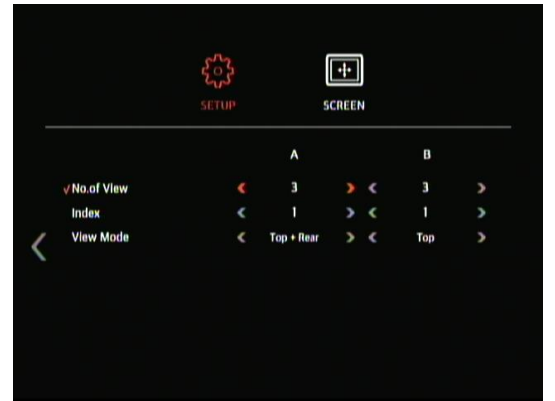 SETUP SCREEN
A B
√No.of View 3 3
Index 1 1
View Mode Top + Rear Top